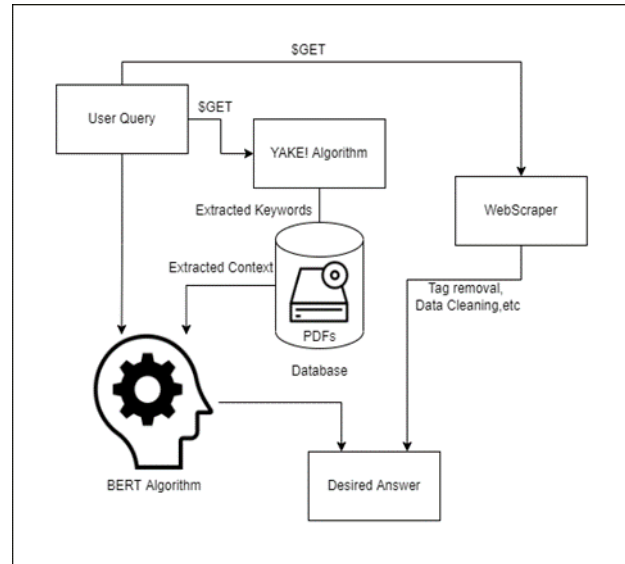 $GET
User Query
$GET
YAKE! Algorithm
WebScraper
Extracted Keywords
Extracted Context
Tag removal,
Data Cleaning,etc
PDFs
Database
BERT Algorithm
Desired Answer